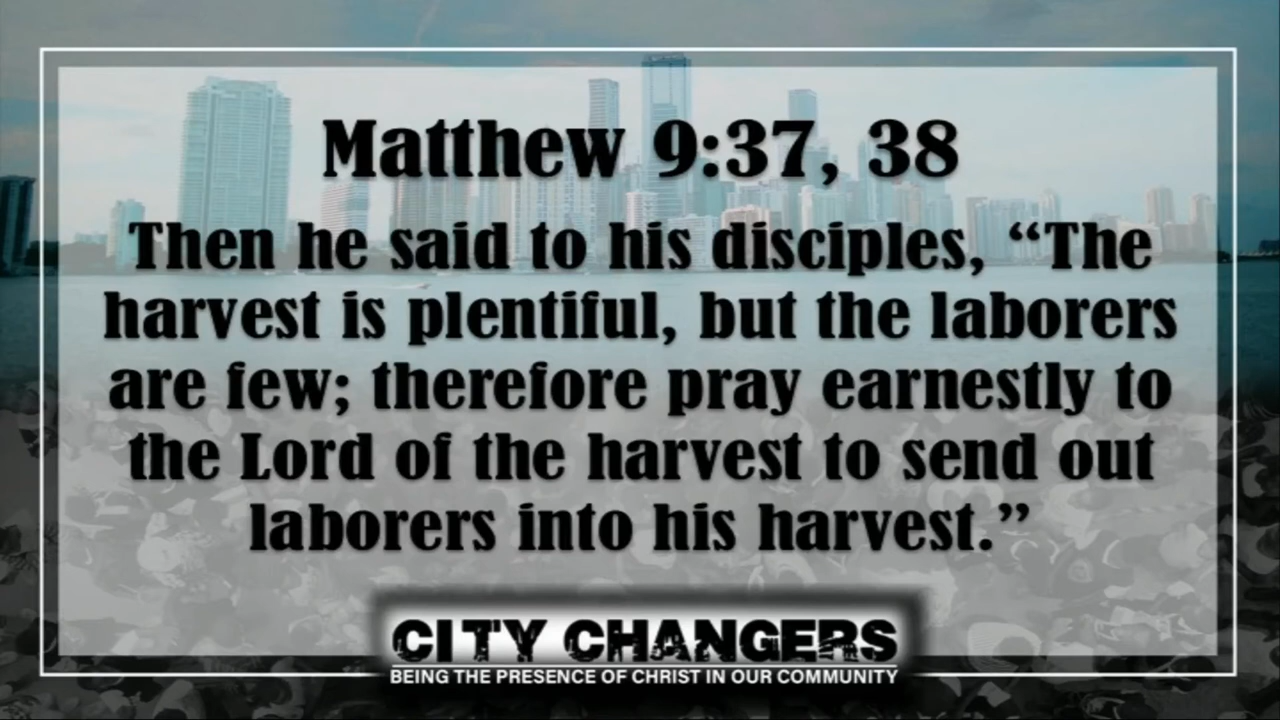 Matthew 9:37, 38
Then he said to his disciples, “The
harvest is plentiful, but the laborers
are few; therefore pray earnestly to
the Lord of the harvest to send out
laborers into his harvest.”
CITY CHANGERS
BEING THE PRESENCE OF CHRIST IN OUR COMMUNITY